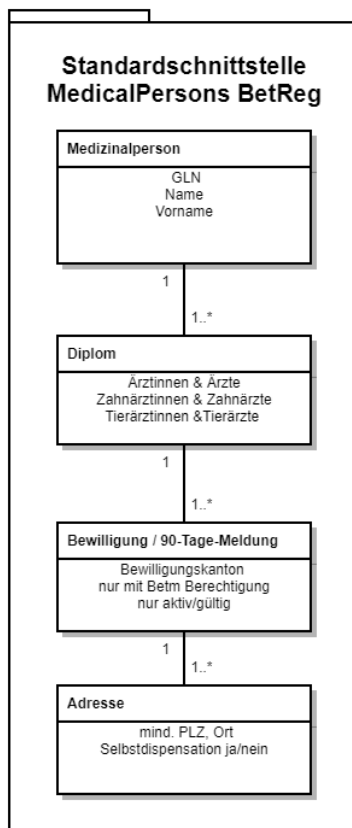 Standardschnittstelle
MedicalPersons BetReg
Medizinalperson
GLN
Name
Vorname
1
1..*
Diplom
Ärztinnen & Ärzte
Zahnärztinnen & Zahnärzte
Tierärztinnen &Tierärzte
1
1..*
Bewilligung / 90-Tage-Meldung
Bewilligungskanton
nur mit Betm Berechtigung
nur aktiv/gültig
1
1..*
Adresse
mind. PLZ, Ort
Selbstdispensation ja/nein